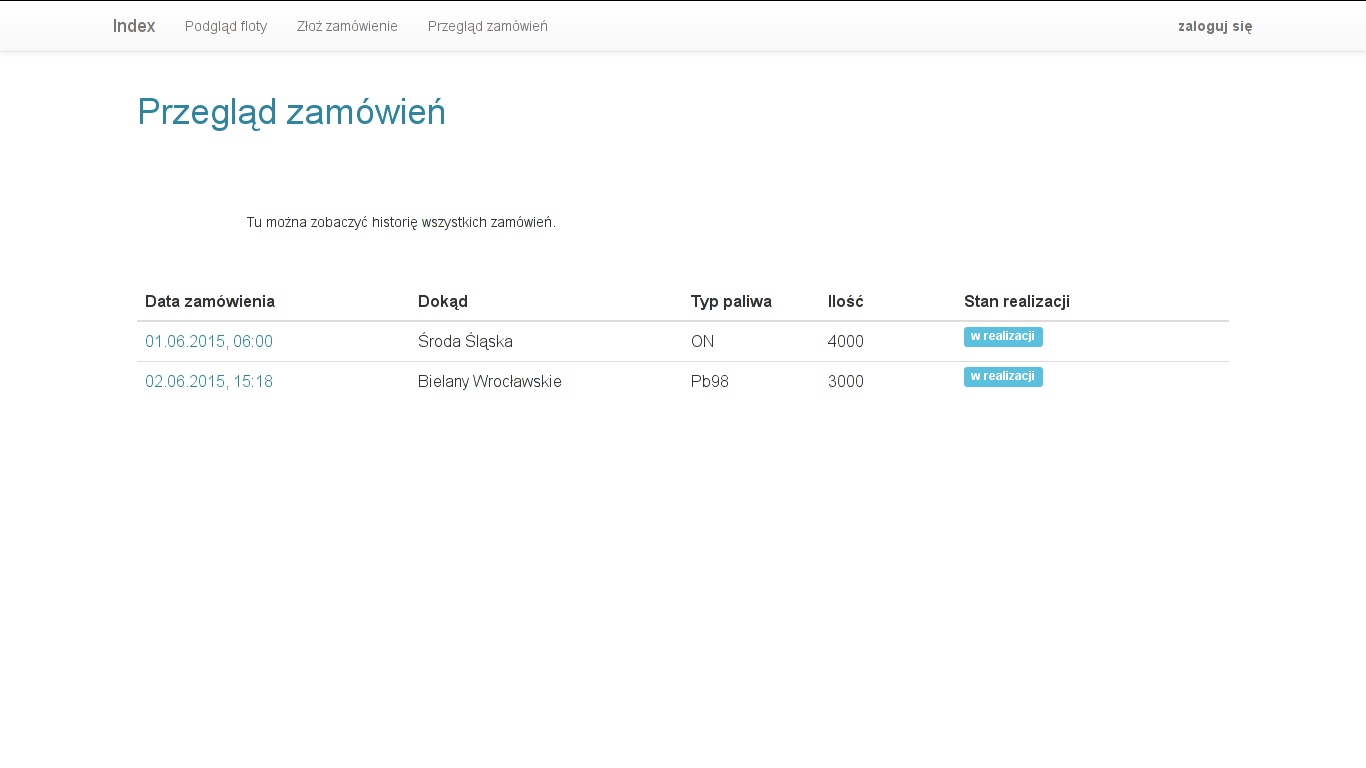 Index Podgląd floty Złoż zamówienie Przegląd zamówień zaloguj się
Przegląd zamówień
Tu można zobaczyć historię wszystkich zamówień.
Data zamówienia Dokąd Typ paliwa Ilość Stan realizacji
01.06.2015, 06:00 Środa Śląska ON 4000 w realizacji
02.06.2015, 15:18 Bielany Wrocławskie Pb98 3000 w realizacji